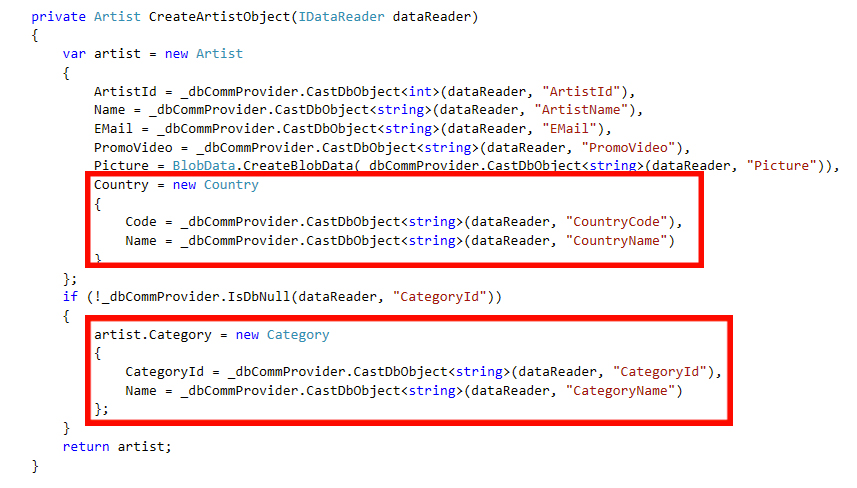 private Artist CreateArtistObject(IDataReader dataReader)
{
var artist = new Artist
{
ArtistId = _dbCommProvider.CastDbObject<int>(dataReader, "ArtistId"),
Name = _dbCommProvider.CastDbObject<string>(dataReader, "ArtistName"),
EMail = _dbCommProvider.CastDbObject<string>(dataReader, "EMail"),
PromoVideo = _dbCommProvider.CastDbObject<string>(dataReader, "PromoVideo"),
Picture = BlobData.CreateBlobData(_dbCommProvider.CastDbObject<string>(dataReader, "Picture")),
Country = new Country
{
Code = _dbCommProvider.CastDbObject<string>(dataReader, "CountryCode"),
Name = _dbCommProvider.CastDbObject<string>(dataReader, "CountryName")
}
};
if (!_dbCommProvider.IsDbNull(dataReader, "CategoryId"))
{
artist.Category = new Category
{
CategoryId = _dbCommProvider.CastDbObject<string>(dataReader, "CategoryId"),
Name = _dbCommProvider.CastDbObject<string>(dataReader, "CategoryName")
};
}
return artist;
}